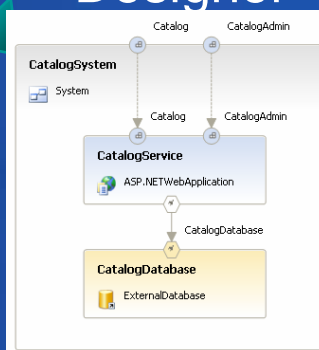 Designer
Catalog CatalogAdmin
CatalogSystem
System
Catalog CatalogAdmin
CatalogService
ASP.NETWebApplication
CatalogDatabase
CatalogDatabase
ExternalDatabase